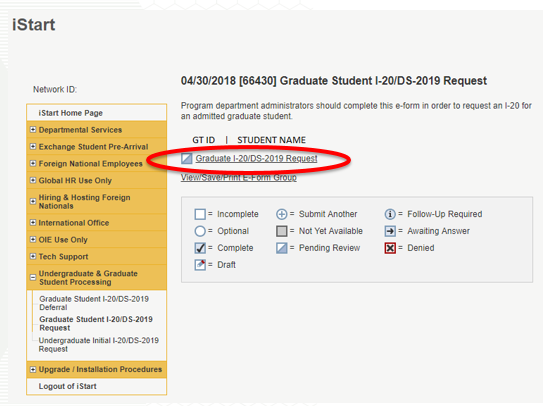 iStart
Network ID:
iStart Home Page
Departmental Services
Exchange Student Pre-Arrival
Foreign National Employees
Global HR Use Only
Hiring & Hosting Foreign
Nationals
International Office
OIE Use Only
Tech Support
Undergraduate & Graduate
Student Processing
Graduate Student I-20/DS-2019
Deferral
Graduate Student I-20/DS-2019
Request
Undergraduate Initial I-20/DS-2019
Request
Upgrade / Installation Procedures
Logout of iStart
04/30/2018 [66430] Graduate Student I-20/DS-2019 Request
Program department administrators should complete this e-form in order to request an I-20 for
an admitted graduate student.
GT ID | STUDENT NAME
Graduate I-20/DS-2019 Request
View/Save/Print E-Form Group
= Incomplete = Submit Another = Follow-Up Required
= Optional = Not Yet Available = Awaiting Answer
= Complete = Pending Review = Denied
= Draft